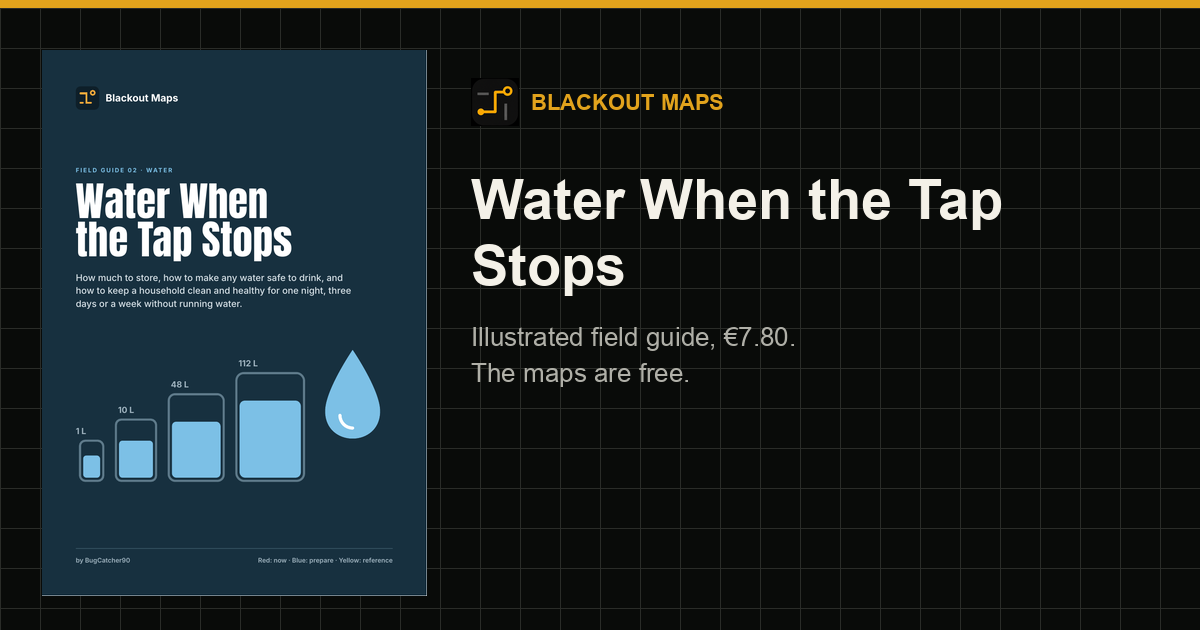 Blackout Maps
FIELD GUIDE 02 · WATER
Water When
the Tap Stops
How much to store, how to make any water safe to drink, and
how to keep a household clean and healthy for one night, three
days or a week without running water.
1 L
10 L
48 L
112 L
by BugCatcher90
Red: now · Blue: prepare · Yellow: reference
BLACKOUT MAPS
Water When the Tap
Stops
Illustrated field guide, €7.80.
The maps are free.